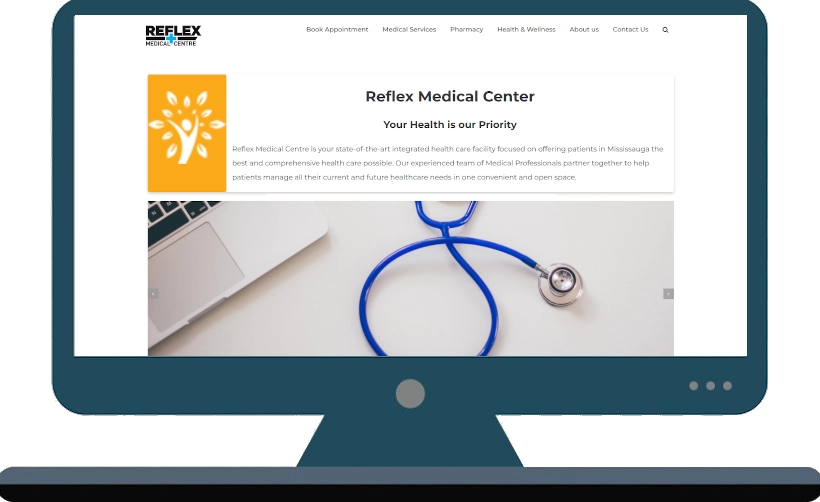 REFLEX
MEDICAL CENTRE
Book Appointment Medical Services Pharmacy Health & Wellness About us Contact Us
Reflex Medical Center
Your Health is our Priority
Reflex Medical Centre is your state-of-the-art integrated health care facility focused on offering patients in Mississauga the
best and comprehensive health care possible. Our experienced team of Medical Professionals partner together to help
patients manage all their current and future healthcare needs in one convenient and open space.